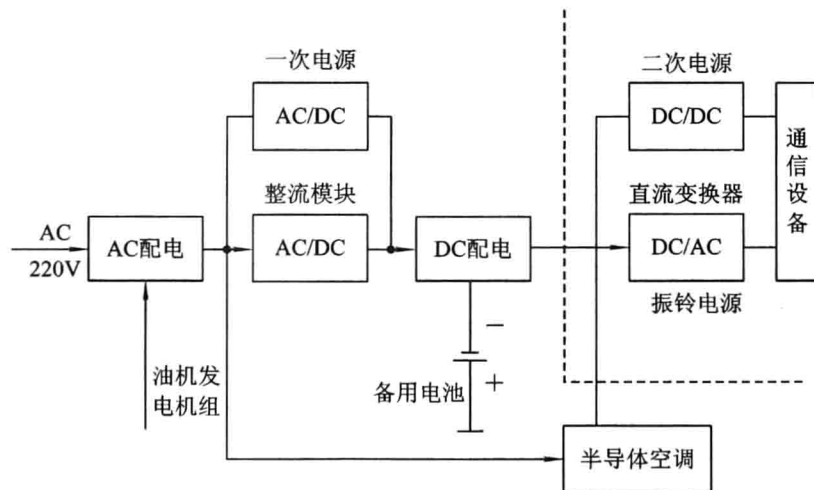 一次电源
二次电源
AC/DC
DC/DC
通信设备
整流模块
直流变换器
AC
220V
AC配电
AC/DC
DC配电
DC/AC
振铃电源
−
+
油机发
电机组
备用电池
半导体空调